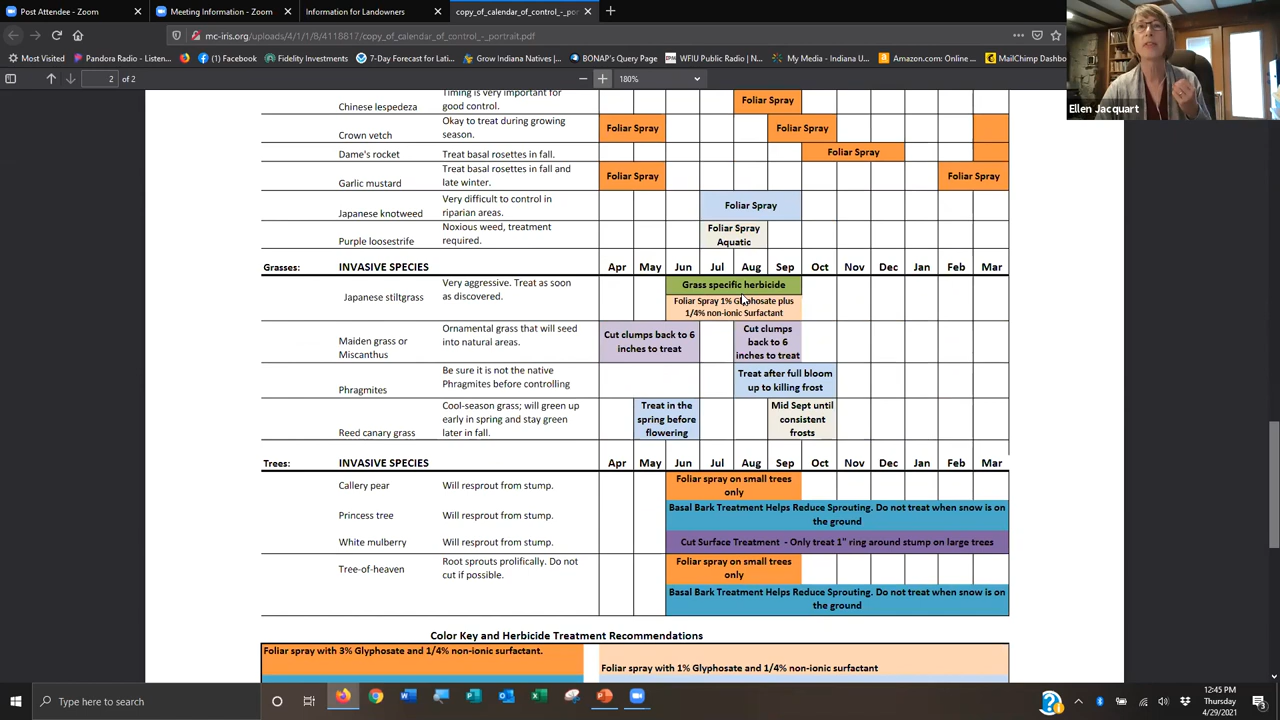 Post Attendee - Zoom
Meeting Information - Zoom
Information for Landowners
copy_of_calendar_of_control_-_por
mc-iris.org/uploads/4/1/1/8/4118617/copy_of_calendar_of_control_-_portrait.pdf
Most Visited
Pandora Radio - Listen...
(1) Facebook
Fidelity Investments
7-Day Forecast for Lati...
Grow Indiana Natives |...
BONAP's Query Page
WFIU Public Radio | N...
My Media - Indiana U...
Amazon.com: Online ...
MailChimp Dashbo
2 of 2
180%
Ellen Jacquart
Chinese lespedeza
Timing is very important for
good control.
Foliar Spray
Crown vetch
Okay to treat during growing
season.
Foliar Spray
Foliar Spray
Dame's rocket
Treat basal rosettes in fall.
Foliar Spray
Garlic mustard
Treat basal rosettes in fall and
late winter.
Foliar Spray
Foliar Spray
Japanese knotweed
Very difficult to control in
riparian areas.
Foliar Spray
Purple loosestrife
Noxious weed, treatment
required.
Foliar Spray
Aquatic
Grasses: INVASIVE SPECIES Apr May Jun Jul Aug Sep Oct Nov Dec Jan Feb Mar
Japanese stiltgrass
Very aggressive. Treat as soon
as discovered.
Grass specific herbicide
Foliar Spray 1% Glyphosate plus
1/4% non-ionic Surfactant
Maiden grass or
Miscanthus
Ornamental grass that will seed
into natural areas.
Cut clumps back to 6
inches to treat
Cut clumps
back to 6
inches to treat
Phragmites
Be sure it is not the native
Phragmites before controlling
Treat after full bloom
up to killing frost
Reed canary grass
Cool-season grass; will green up
early in spring and stay green
later in fall.
Treat in the
spring before
flowering
Mid Sept until
consistent
frosts
Trees: INVASIVE SPECIES Apr May Jun Jul Aug Sep Oct Nov Dec Jan Feb Mar
Callery pear
Will resprout from stump.
Foliar spray on small trees
only
Princess tree
Will resprout from stump.
Basal Bark Treatment Helps Reduce Sprouting. Do not treat when snow is on
the ground
White mulberry
Will resprout from stump.
Cut Surface Treatment - Only treat 1" ring around stump on large trees
Tree-of-heaven
Root sprouts prolifically. Do not
cut if possible.
Foliar spray on small trees
only
Basal Bark Treatment Helps Reduce Sprouting. Do not treat when snow is on
the ground
Color Key and Herbicide Treatment Recommendations
Foliar spray with 3% Glyphosate and 1/4% non-ionic surfactant.
Foliar spray with 1% Glyphosate and 1/4% non-ionic surfactant
Type here to search
12:45 PM
Thursday
4/29/2021